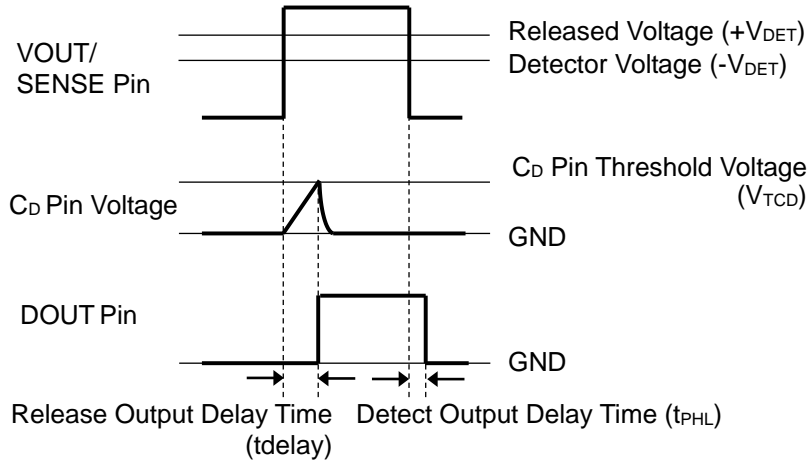 Released Voltage (+VDET)
VOUT/
SENSE Pin
Detector Voltage (-VDET)
CD Pin Threshold Voltage
(VTCD)
CD Pin Voltage
GND
DOUT Pin
GND
Release Output Delay Time
(tdelay)
Detect Output Delay Time (tPHL)